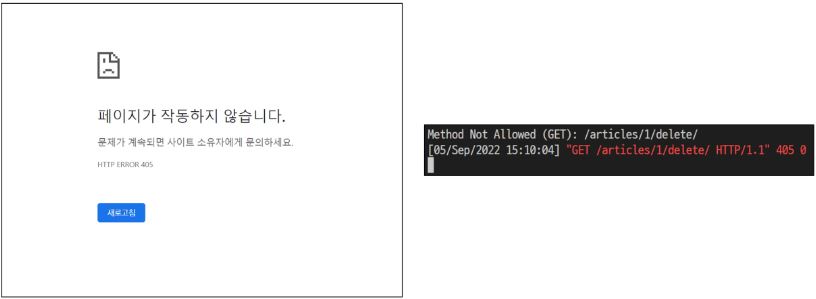 페이지가 작동하지 않습니다.
문제가 계속되면 사이트 소유자에게 문의하세요.
HTTP ERROR 405
새로고침
Method Not Allowed (GET): /articles/1/delete/
[05/Sep/2022 15:10:04] "GET /articles/1/delete/ HTTP/1.1" 405 0